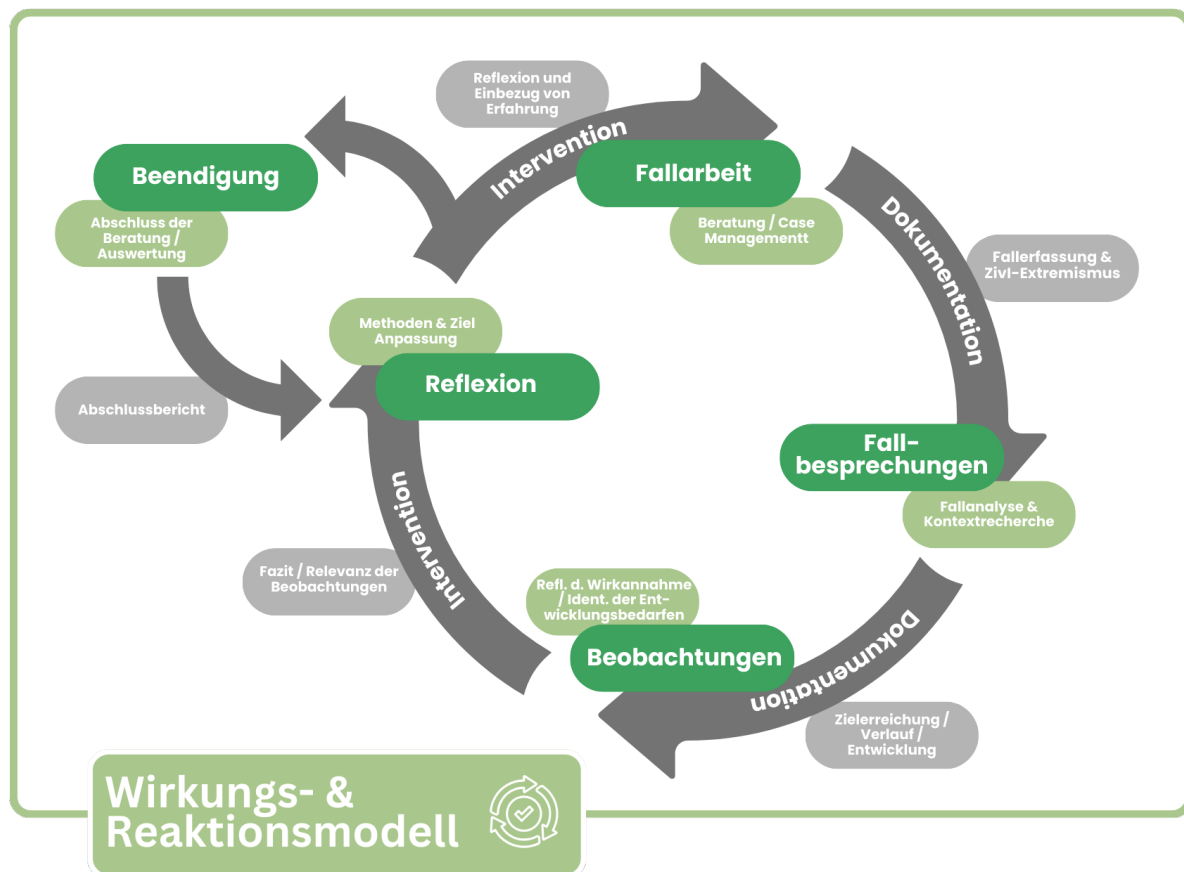 Reflexion und
Einbezug von
Erfahrung
Intervention
Beendigung
Fallarbeit
Abschluss der
Beratung /
Auswertung
Beratung / Case
Managementt
Dokumentation
Fallerfassung &
ZivI-Extremismus
Methoden & Ziel
Anpassung
Reflexion
Abschlussbericht
Fall-
besprechungen
Fallanalyse &
Kontextrecherche
Intervention
Fazit / Relevanz der
Beobachtungen
Refl. d. Wirkannahme
/ Ident. der Ent-
wicklungsbedarfen
Beobachtungen
Dokumentation
Zielerreichung /
Verlauf /
Entwicklung
Wirkungs- &
Reaktionsmodell